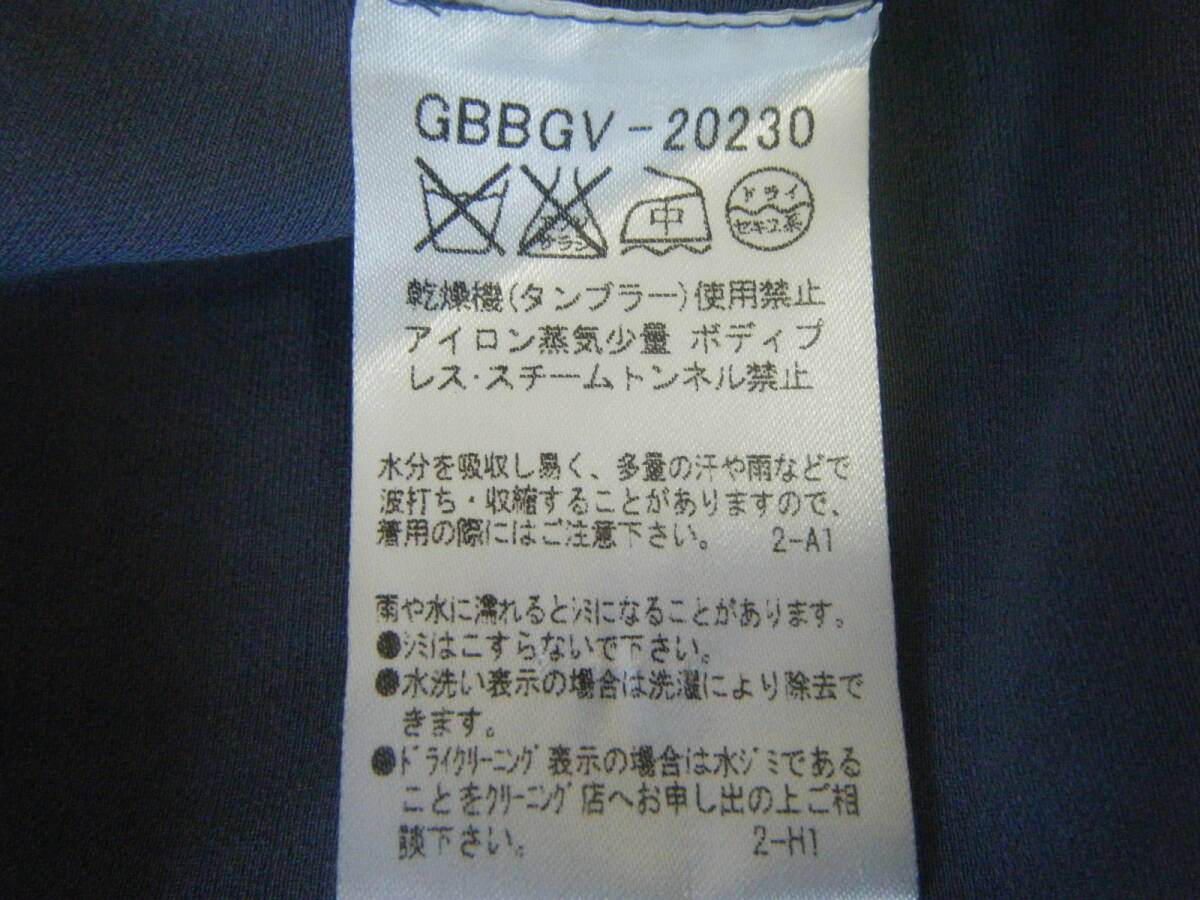 GBBGV-20230
中
ドライ
セキユ系
乾燥機(タンブラー)使用禁止
アイロン蒸気少量 ボディプ
レス・スチームトンネル禁止
水分を吸収し易く、多量の汗や雨などで
波打ち・収縮することがありますので、
着用の際にはご注意下さい。 2-A1
雨や水に濡れるとシミになることがあります。
●シミはこすらないで下さい。
●水洗い表示の場合は洗濯により除去で
きます。
●ドライクリーニング表示の場合は水ジミである
ことをクリーニング店へお申し出の上ご相
談下さい。 2-H1